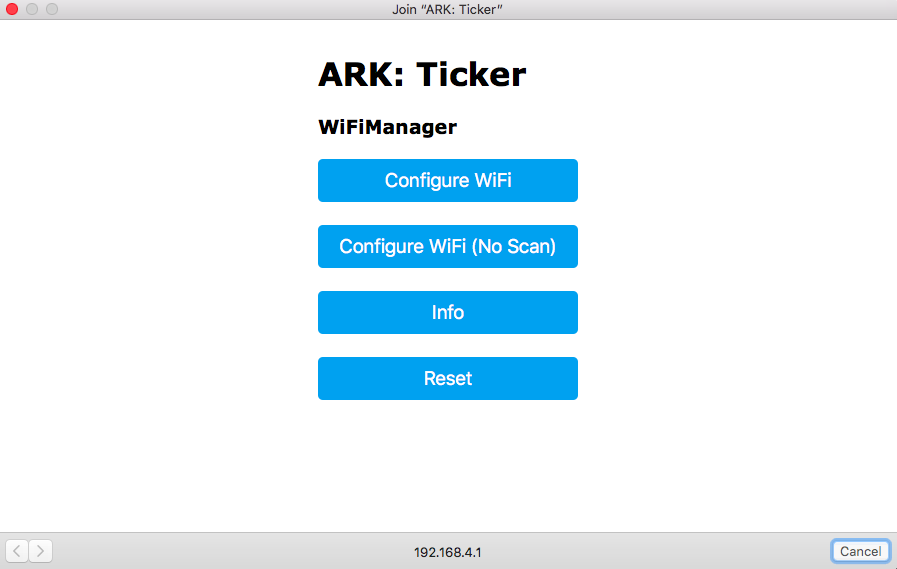 Join “ARK: Ticker”
ARK: Ticker
WiFiManager
Configure WiFi
Configure WiFi (No Scan)
Info
Reset
192.168.4.1
Cancel